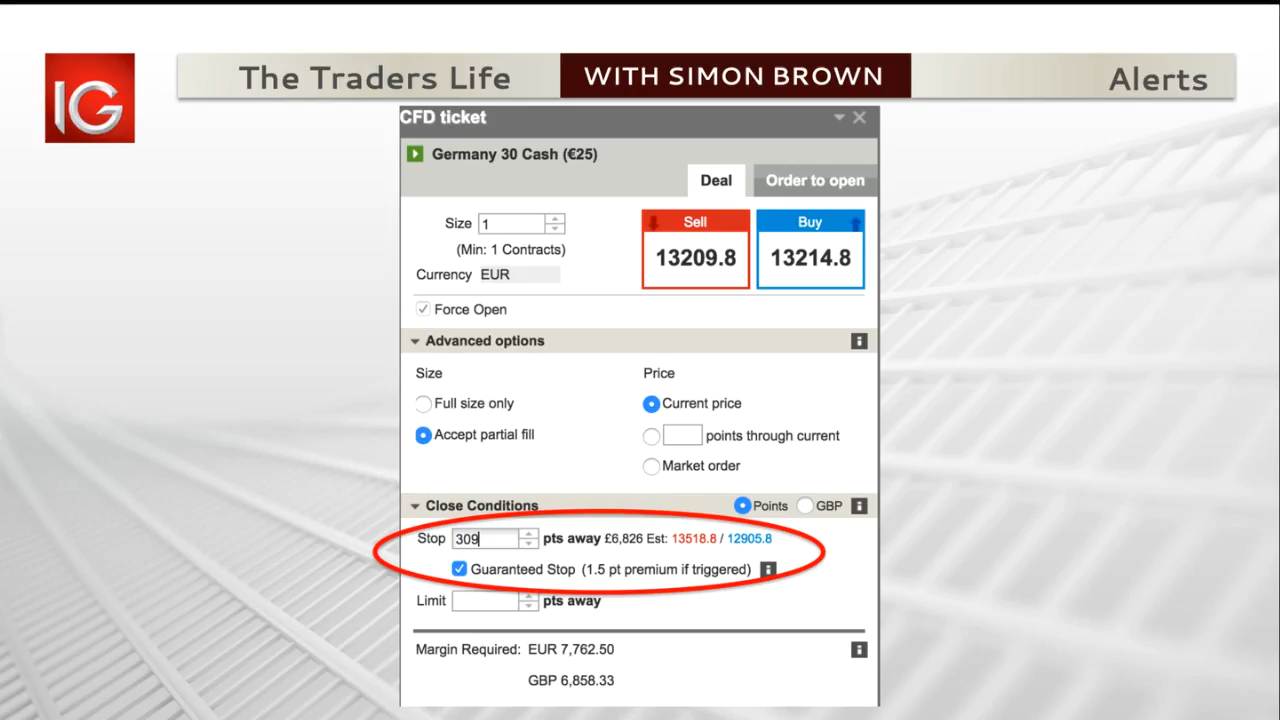 IG
The Traders Life WITH SIMON BROWN Alerts
CFD ticket
Germany 30 Cash (€25)
Deal Order to open
Size 1
(Min: 1 Contracts)
Currency EUR
Sell Buy
13209.8 13214.8
Force Open
Advanced options
Size Price
Full size only Current price
Accept partial fill points through current
Market order
Close Conditions Points GBP
Stop 309 pts away £6,826 Est: 13518.8 / 12905.8
Guaranteed Stop (1.5 pt premium if triggered)
Limit pts away
Margin Required: EUR 7,762.50
GBP 6,858.33